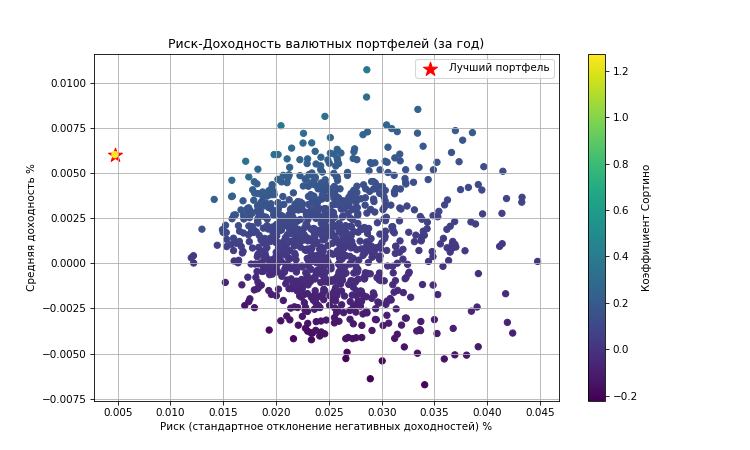 Риск-Доходность валютных портфелей (за год)
Лучший портфель
Средняя доходность %
0.0100
0.0075
0.0050
0.0025
0.0000
−0.0025
−0.0050
−0.0075
0.005 0.010 0.015 0.020 0.025 0.030 0.035 0.040 0.045
Риск (стандартное отклонение негативных доходностей) %
1.2
1.0
0.8
0.6
0.4
0.2
0.0
−0.2
Коэффициент Сортино